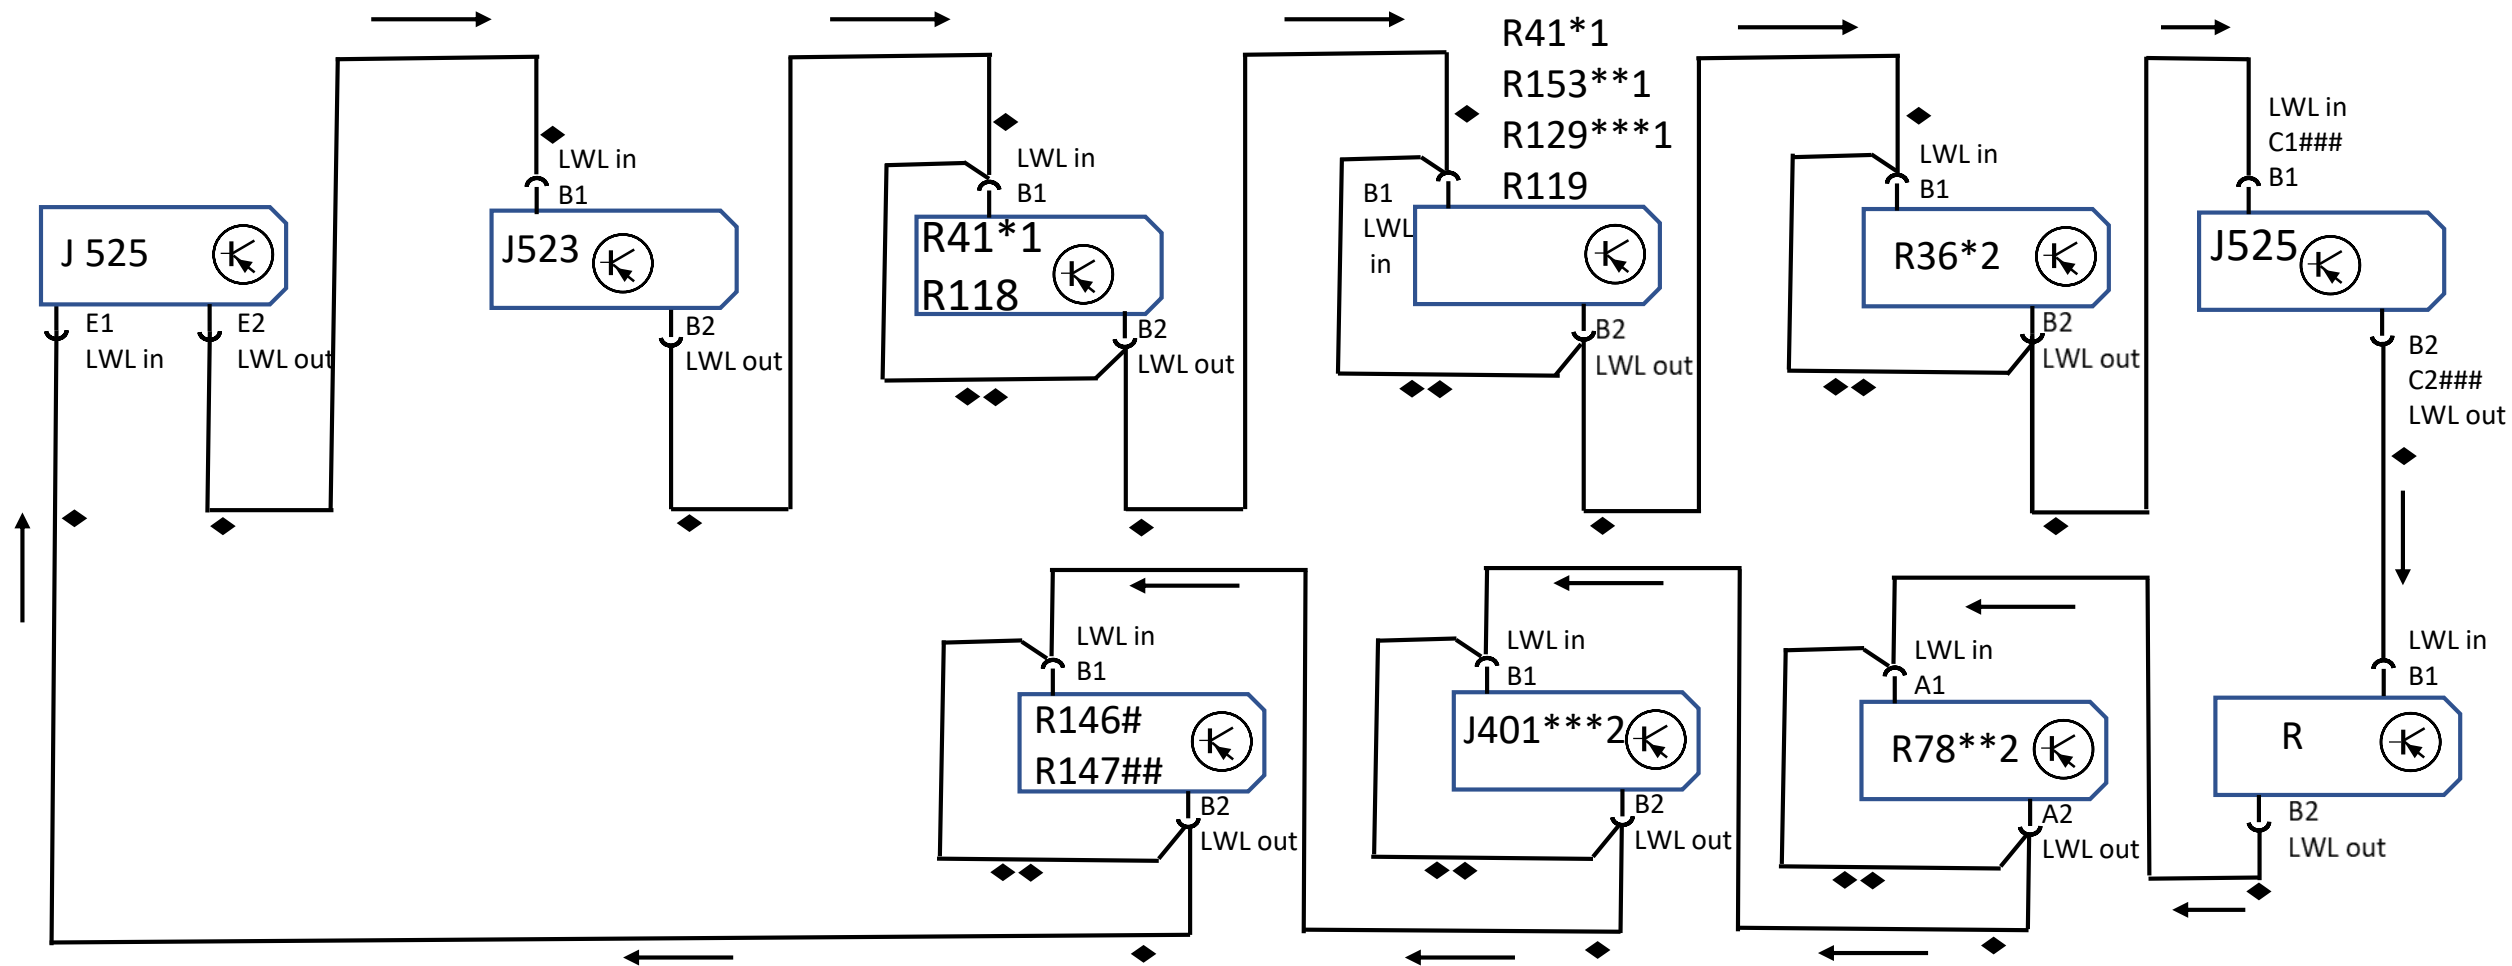 J 525
E1
LWL in
E2
LWL out
LWL in
B1
J523
B2
LWL out
LWL in
B1
R41*1
R118
B2
LWL out
R41*1
R153**1
R129***1
R119
B1
LWL
in
B2
LWL out
LWL in
B1
R36*2
B2
LWL out
LWL in
C1###
B1
J525
B2
C2###
LWL out
LWL in
B1
R
B2
LWL out
LWL in
A1
R78**2
A2
LWL out
LWL in
B1
J401***2
B2
LWL out
LWL in
B1
R146#
R147##
B2
LWL out